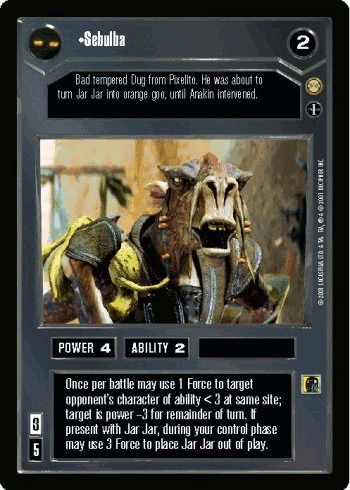 •Sebulba
2
Bad tempered Dug from Pixelito. He was about to
turn Jar Jar into orange goo, until Anakin intervened.
POWER 4
ABILITY 2
Once per battle may use 1 Force to target
opponent's character of ability < 3 at same site;
target is power –3 for remainder of turn. If
present with Jar Jar, during your control phase
may use 3 Force to place Jar Jar out of play.
3
5